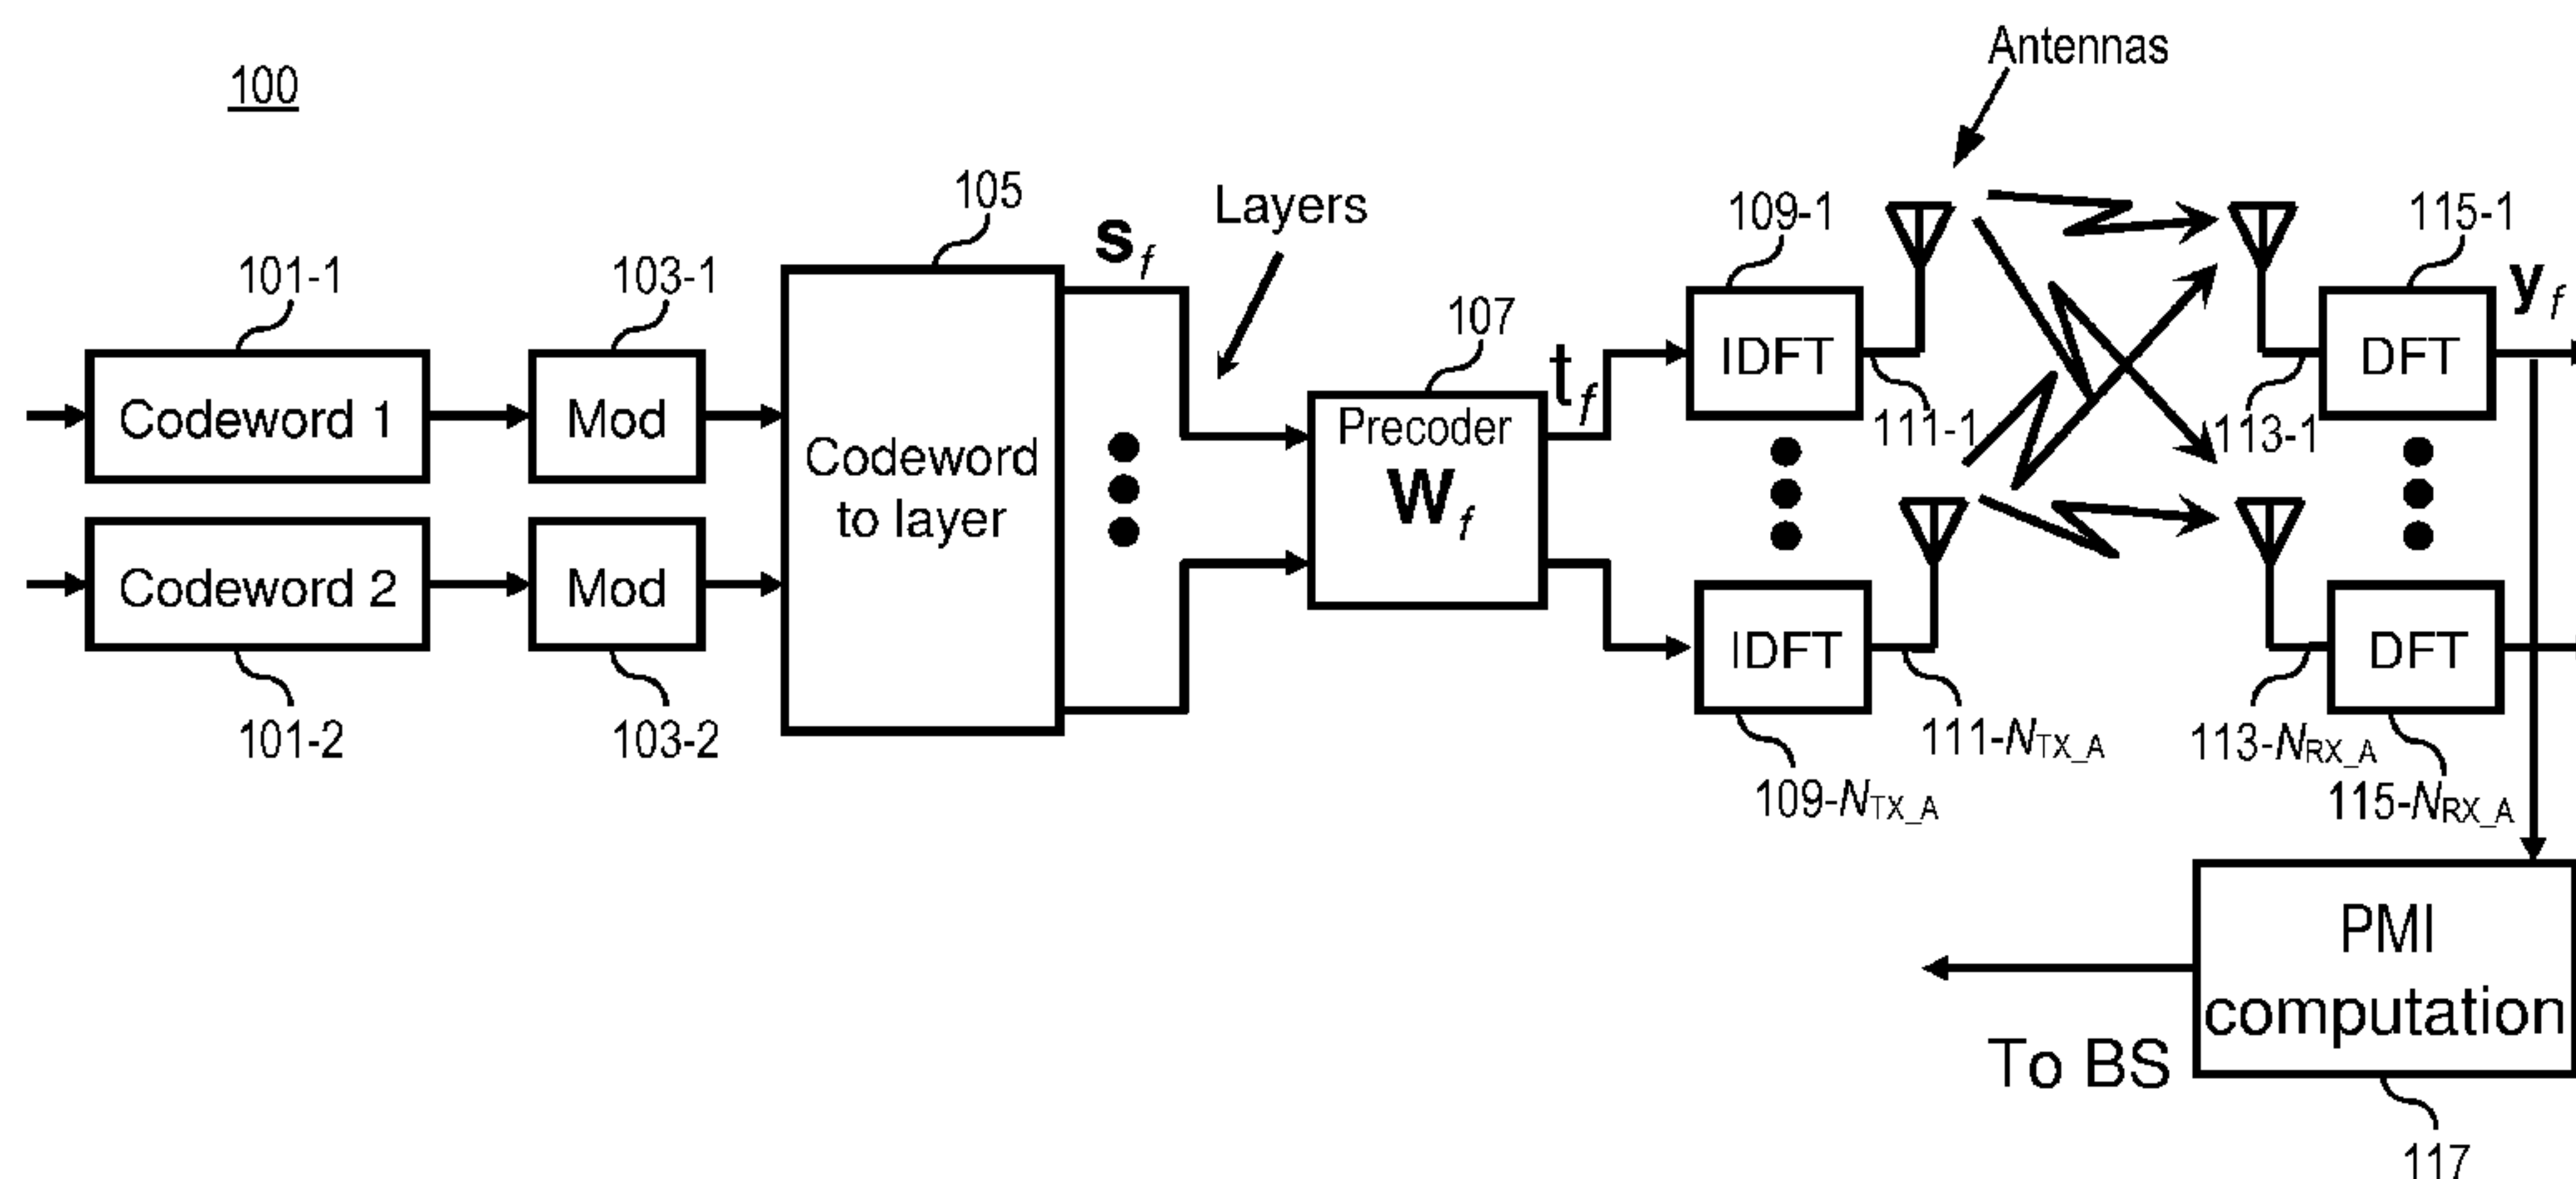 100
Antennas
105
Layers
109-1
115-1
s_f
101-1
103-1
107
t_f
y_f
Codeword 1
Mod
Codeword
to layer
Precoder
W_f
IDFT
111-1
113-1
DFT
Codeword 2
Mod
IDFT
DFT
101-2
103-2
111-N_TX_A
113-N_RX_A
109-N_TX_A
115-N_RX_A
PMI
computation
To BS
117